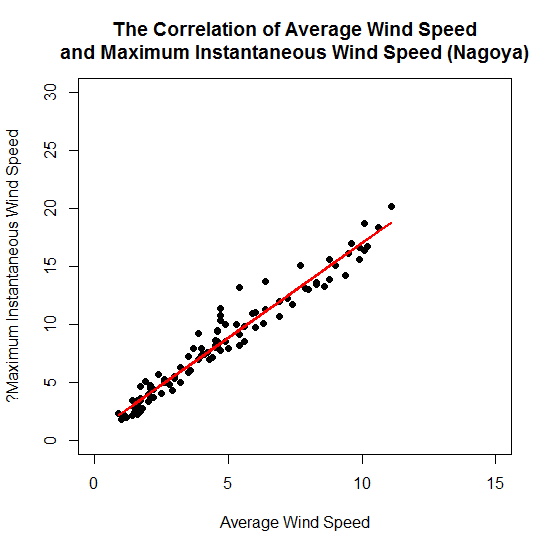 The Correlation of Average Wind Speed
and Maximum Instantaneous Wind Speed (Nagoya)
?Maximum Instantaneous Wind Speed
30
25
20
15
10
5
0
0 5 10 15
Average Wind Speed